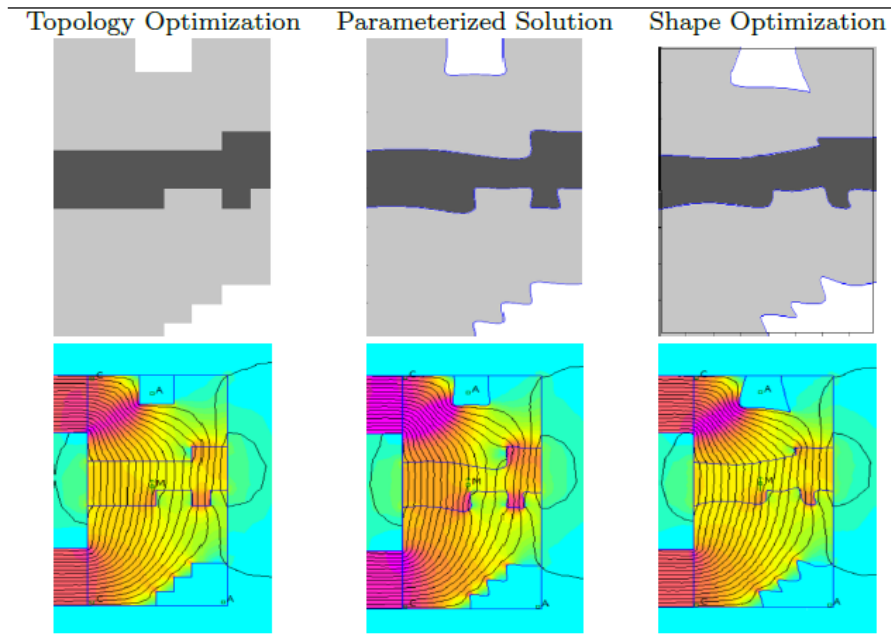 Topology Optimization Parameterized Solution Shape Optimization
C A M C A
A M A
A M A